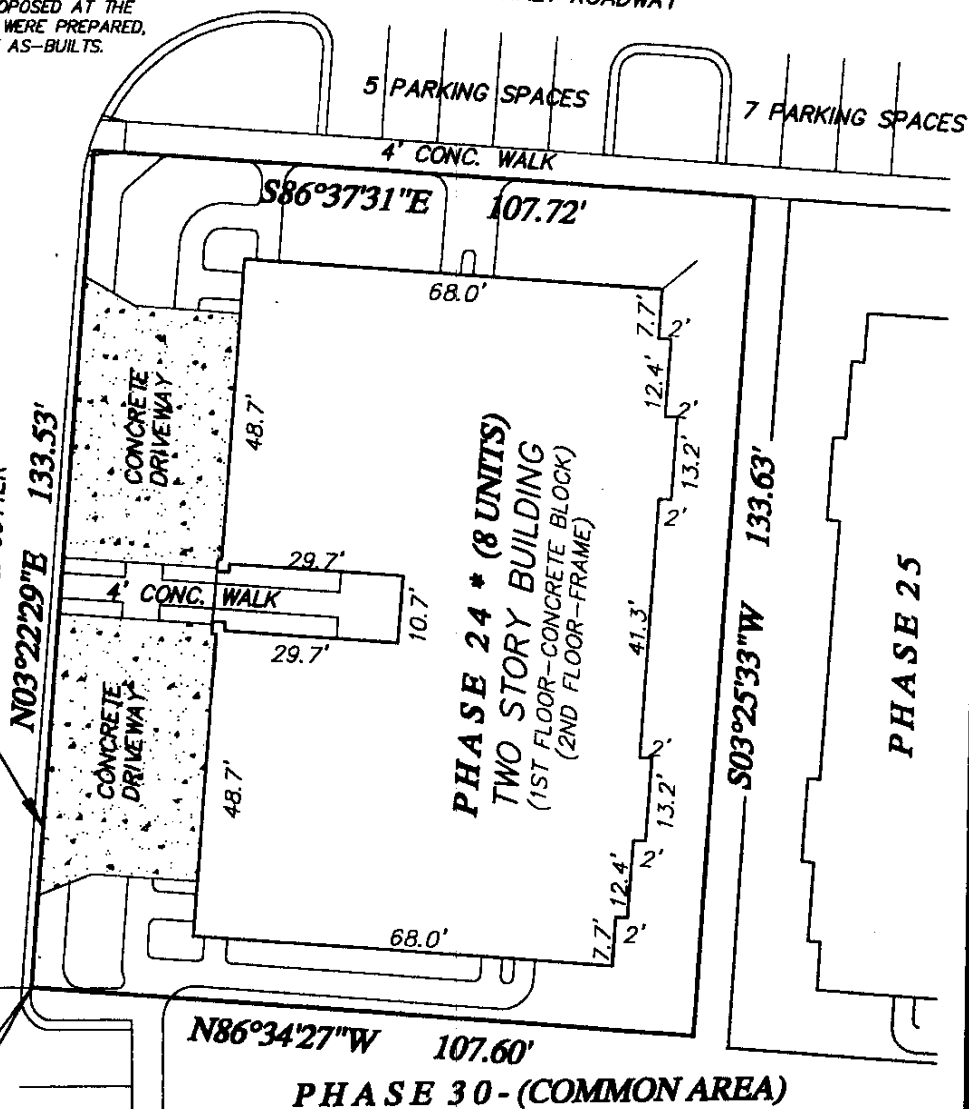 OPOSED AT THE
WERE PREPARED,
AS-BUILTS.
ROADWAY
5 PARKING SPACES
7 PARKING SPACES
4' CONC. WALK
S86°37'31"E 107.72'
68.0'
7.7'
2'
12.4'
2'
13.2'
2'
CONCRETE
DRIVEWAY
48.7'
N03°22'29"E 133.53'
29.7'
4' CONC. WALK
10.7'
29.7'
PHASE 24 * (8 UNITS)
TWO STORY BUILDING
(1ST FLOOR-CONCRETE BLOCK)
(2ND FLOOR-FRAME)
41.3'
S03°25'33"W 133.63'
PHASE 25
CONCRETE
DRIVEWAY
48.7'
2'
13.2'
2'
12.4'
2'
7.7'
68.0'
N86°34'27"W 107.60'
PHASE 30-(COMMON AREA)